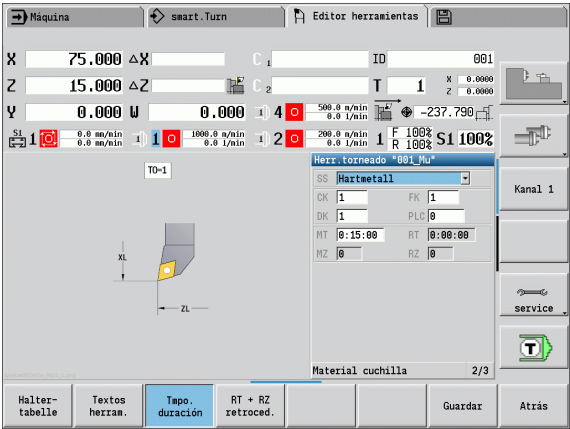 Máquina
smart.Turn
Editor herramientas
X 75.000 ΔX C 1 ID 001
Z 15.000 ΔZ C 2 T 1 X 0.0000
Z 0.0000
Y 0.000 W 0.000 4 500.0 m/min
0.0 1/min -237.790
S1 1 0.0 mm/min
0.0 mm/min 1 1000.0 m/min
0.0 1/min 2 200.0 m/min
0.0 1/min 1 F 100%
R 100% S1 100%
TO=1
XL
ZL
Herr.torneado "001_Mu"
SS Hartmetall
CK 1 FK 1
DK 1 PLC 0
MT 0:15:00 RT 0:00:00
MZ 0 RZ 0
Material cuchilla 2/3
Kanal 1
service
T
Halter-
tabelle
Textos
herram.
Tmpo.
duración
RT + RZ
retroced.
Guardar
Atrás